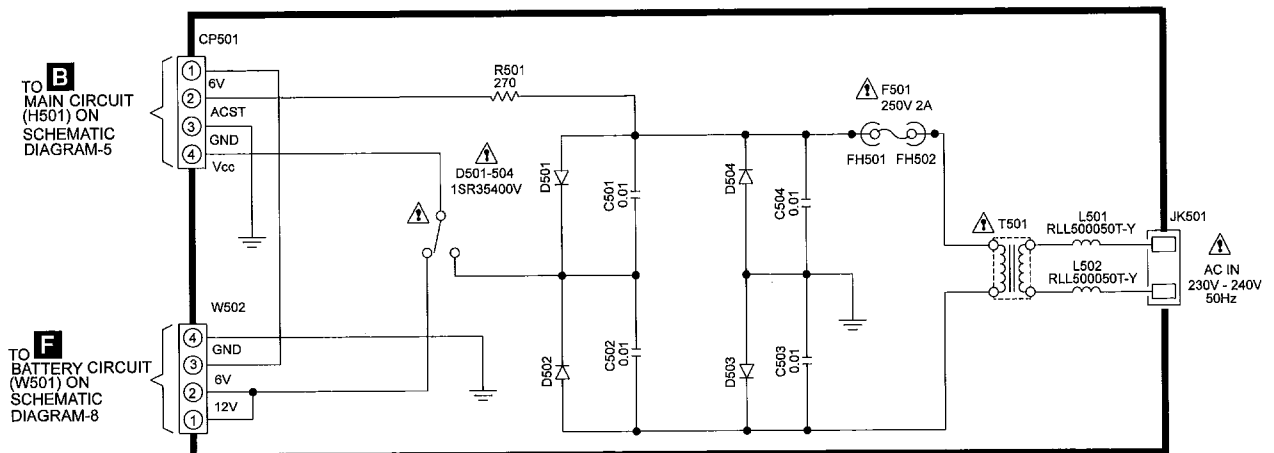 CP501
1
6V
2
ACST
3
GND
4
Vcc
TO B
MAIN CIRCUIT
(H501) ON
SCHEMATIC
DIAGRAM-5
R501
270
F501
250V 2A
FH501 FH502
D501-504
1SR35400V
D501
C501
0.01
D504
C504
0.01
T501
L501
RLL500050T-Y
L502
RLL500050T-Y
JK501
AC IN
230V - 240V
50Hz
W502
4
GND
3
6V
2
12V
1
TO F
BATTERY CIRCUIT
(W501) ON
SCHEMATIC
DIAGRAM-8
D502
C502
0.01
D503
C503
0.01